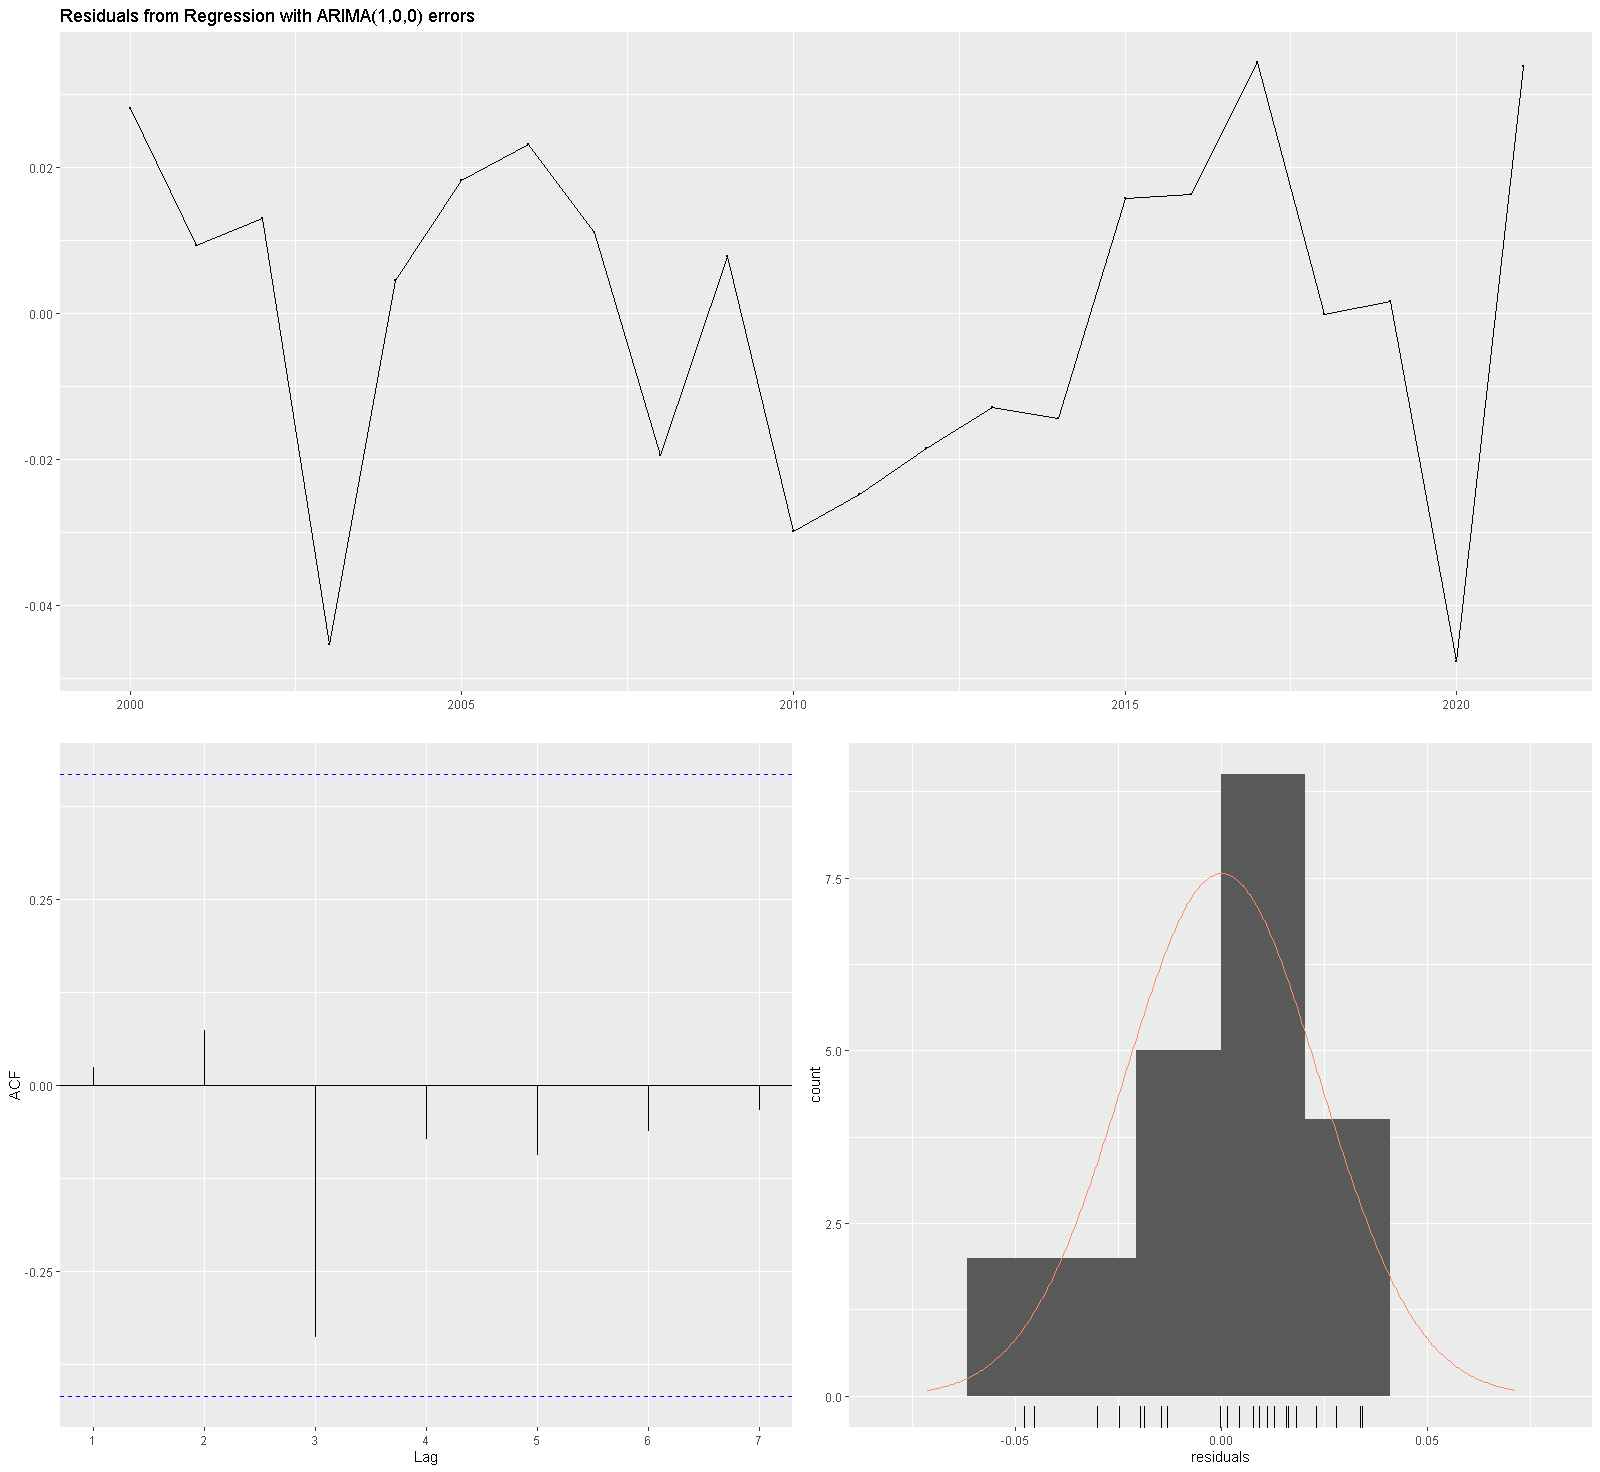 Residuals from Regression with ARIMA(1,0,0) errors
0.02
0.00
-0.02
-0.04
2000 2005 2010 2015 2020
ACF
0.25
0.00
-0.25
1 2 3 4 5 6 7
Lag
count
7.5
5.0
2.5
0.0
-0.05 0.00 0.05
residuals